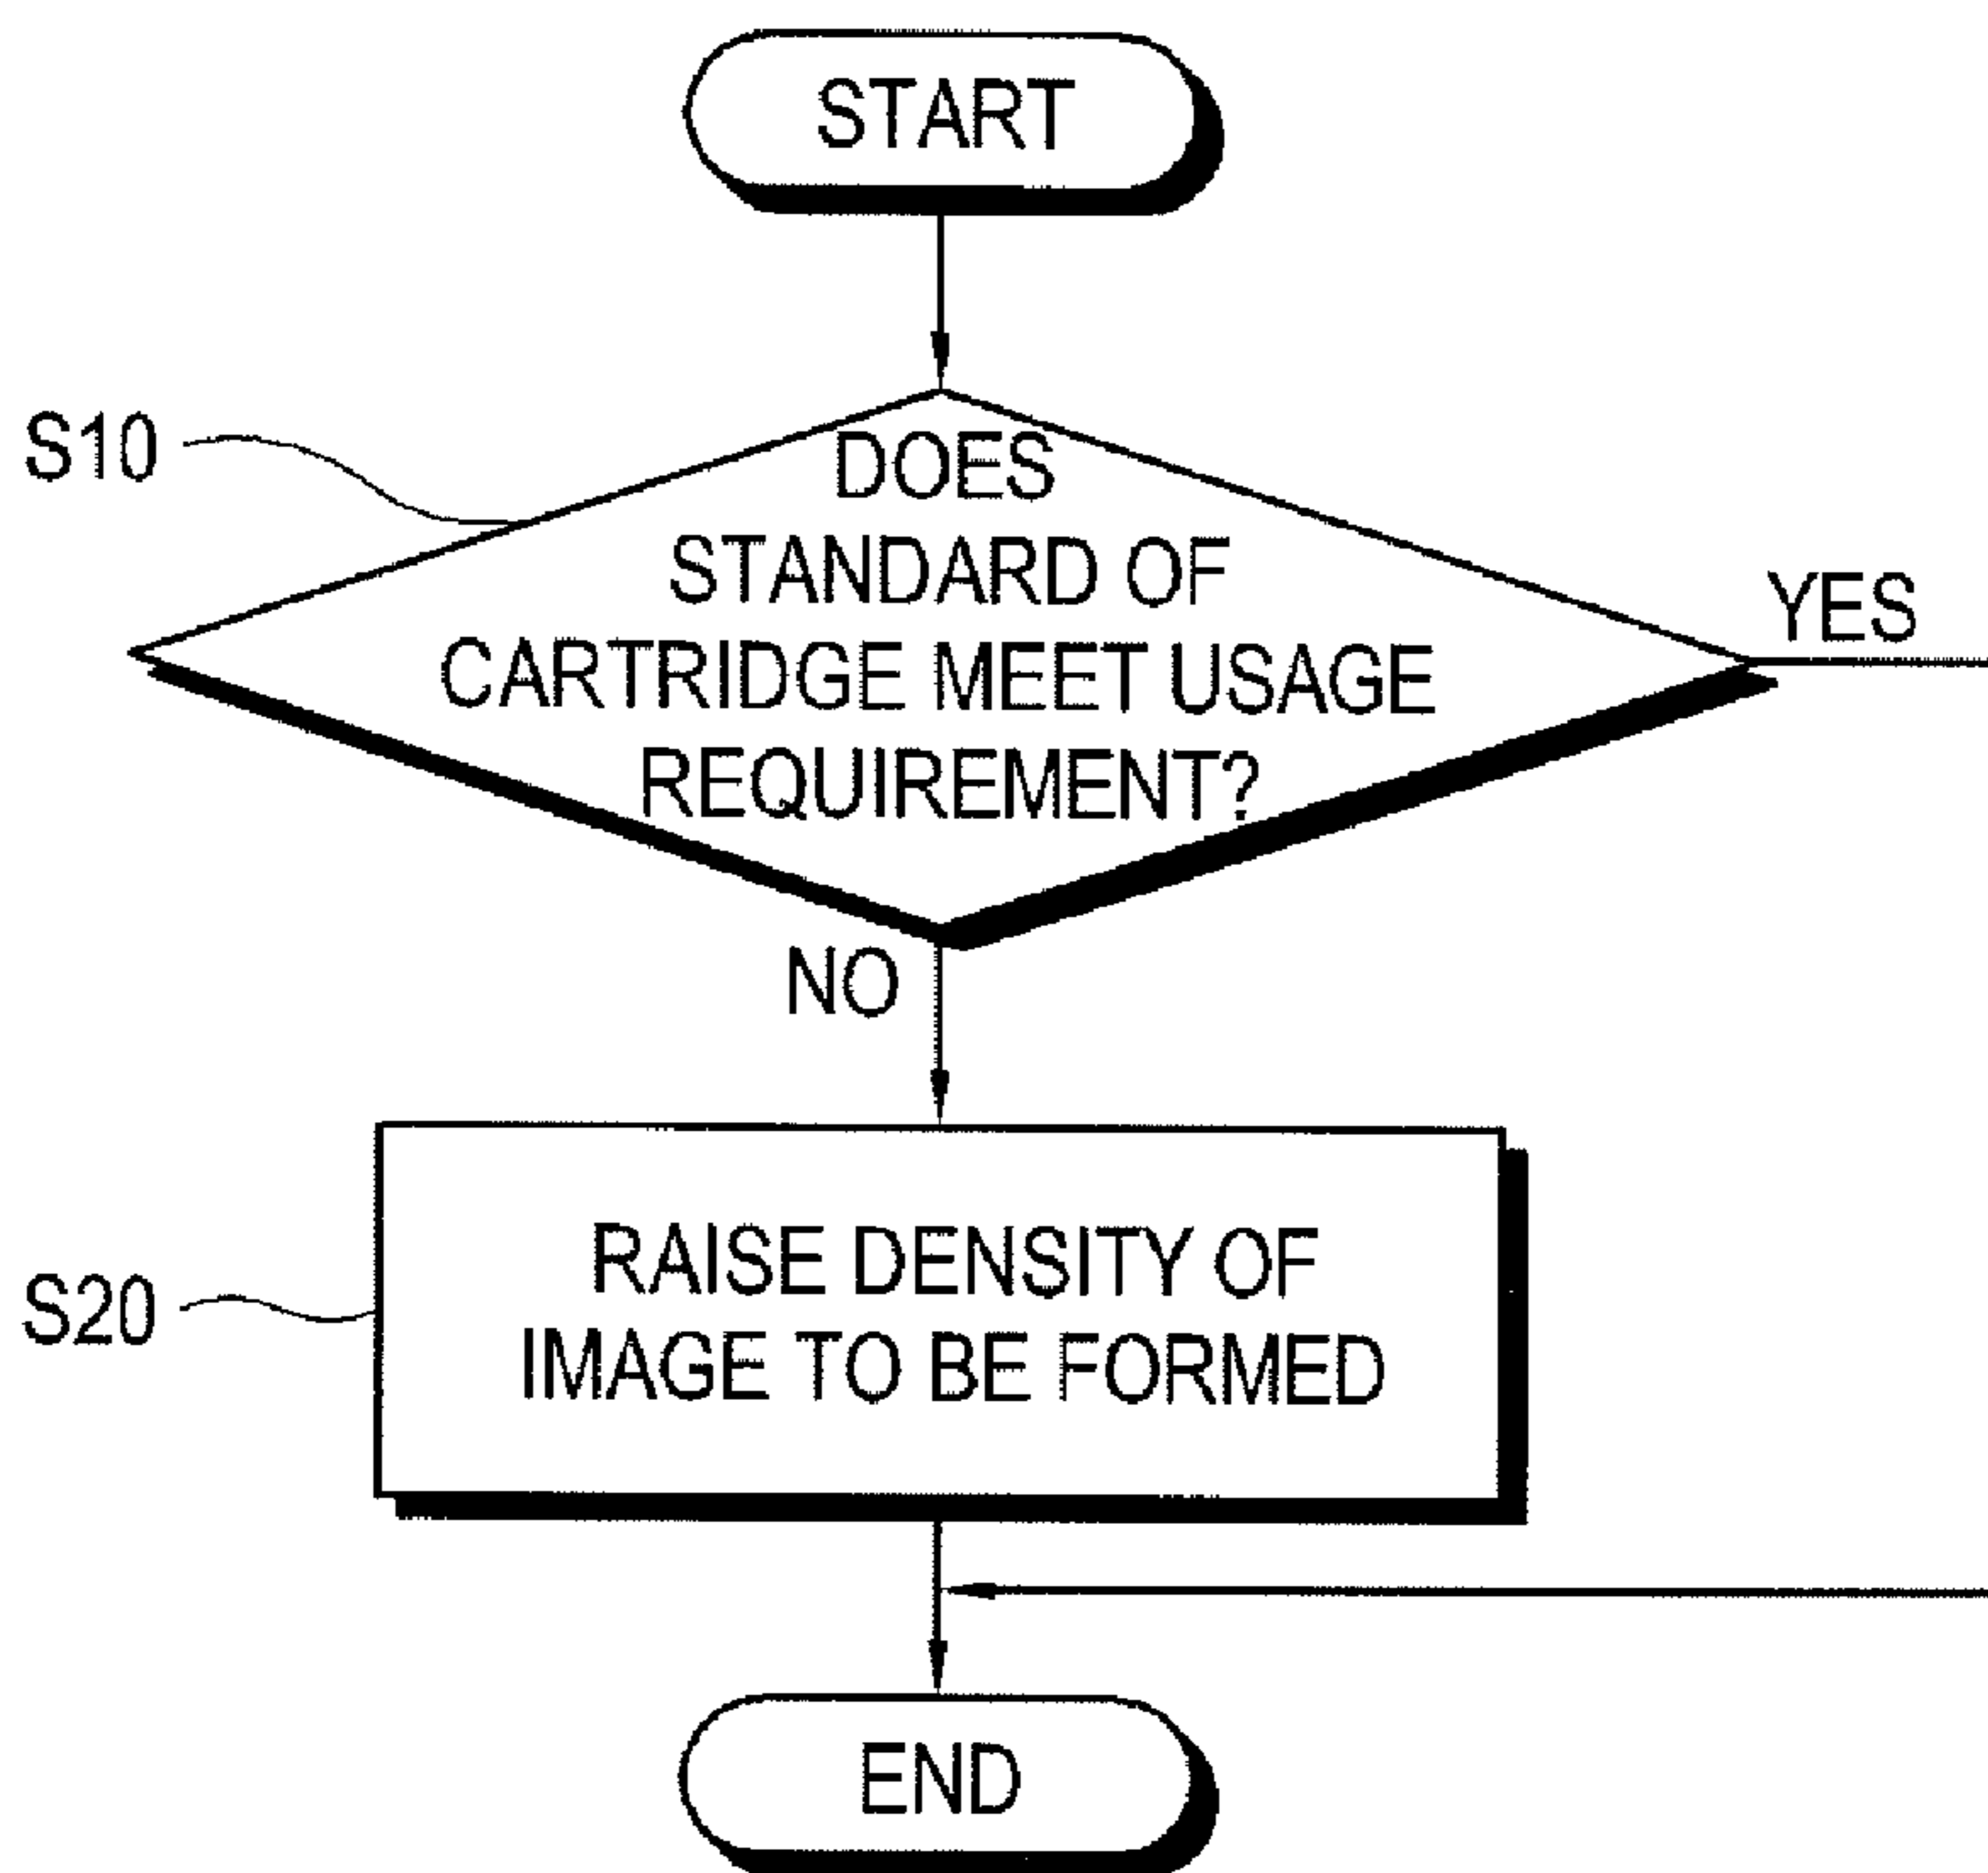 START
S10
DOES
STANDARD OF
CARTRIDGE MEET USAGE
REQUIREMENT?
YES
NO
S20
RAISE DENSITY OF
IMAGE TO BE FORMED
END